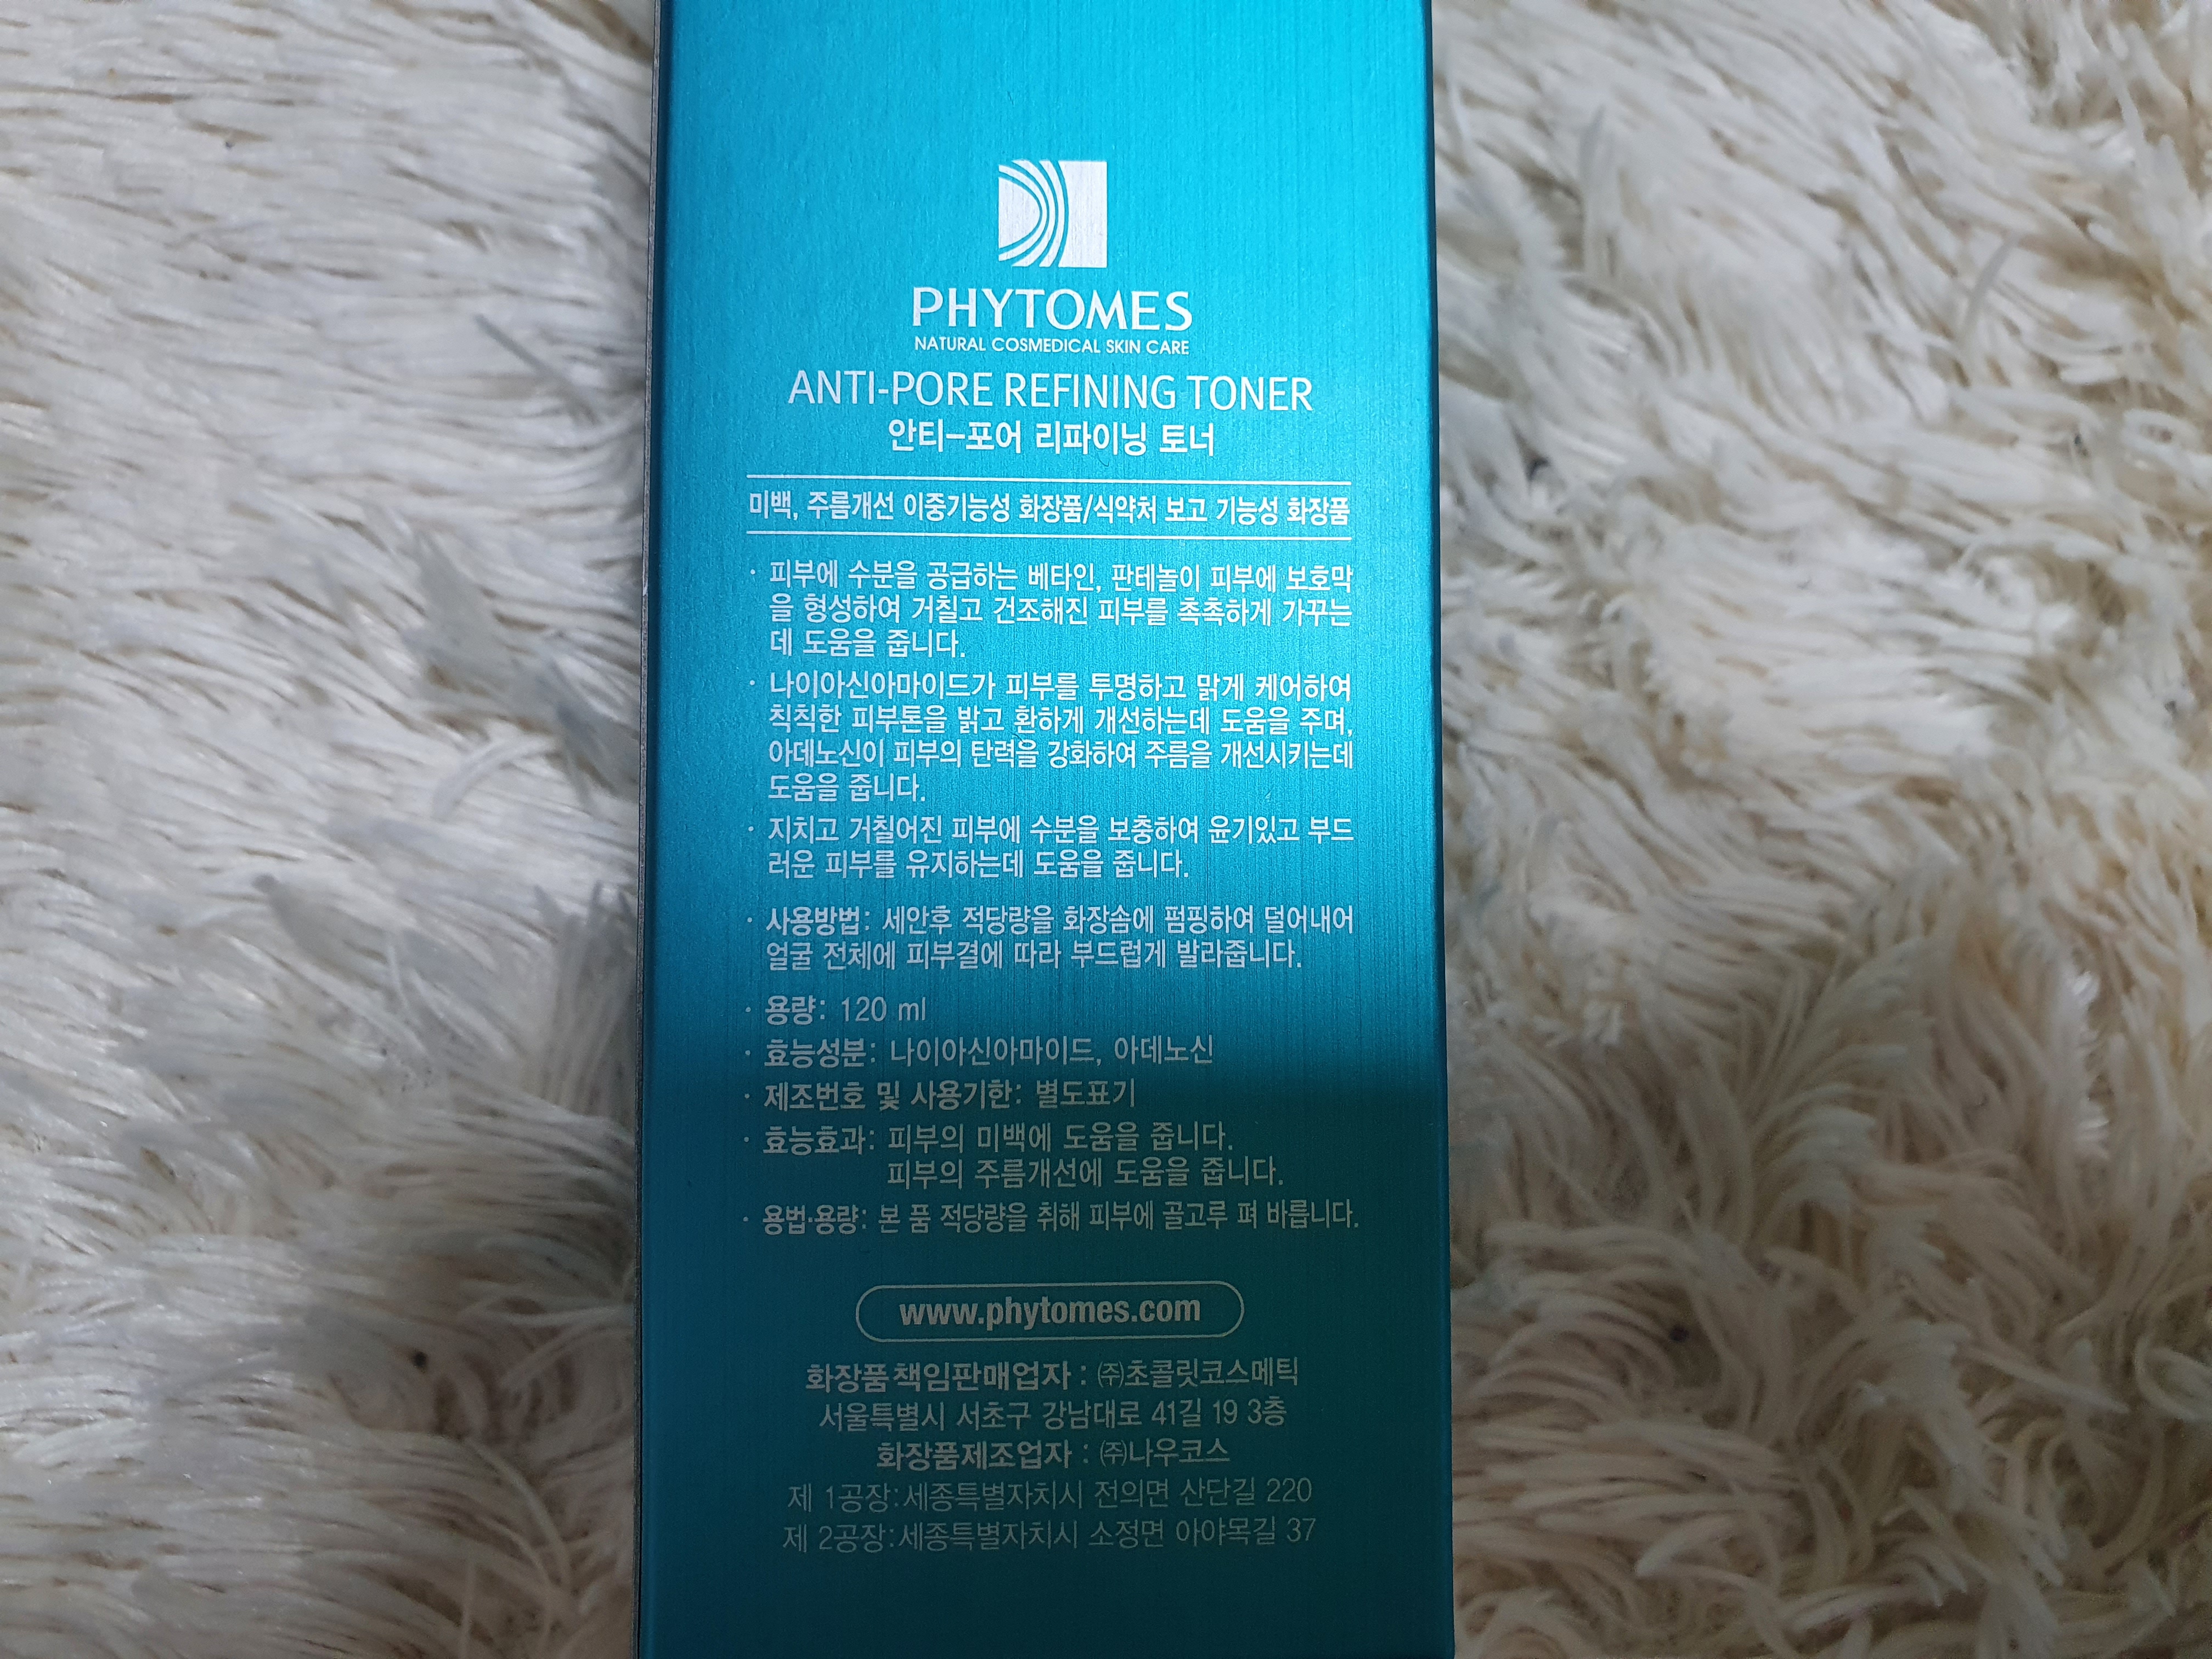 PHYTOMES
NATURAL COSMEDICAL SKIN CARE
ANTI-PORE REFINING TONER
안티-포어 리파이닝 토너
미백, 주름개선 이중기능성 화장품/식약처 보고 기능성 화장품
· 피부에 수분을 공급하는 베타인, 판테놀이 피부에 보호막
을 형성하여 거칠고 건조해진 피부를 촉촉하게 가꾸는
데 도움을 줍니다.
· 나이아신아마이드가 피부를 투명하고 맑게 케어하여
칙칙한 피부톤을 밝고 환하게 개선하는데 도움을 주며,
아데노신이 피부의 탄력을 강화하여 주름을 개선시키는데
도움을 줍니다.
· 지치고 거칠어진 피부에 수분을 보충하여 윤기있고 부드
러운 피부를 유지하는데 도움을 줍니다.
· 사용방법: 세안후 적당량을 화장솜에 펌핑하여 덜어내어
얼굴 전체에 피부결에 따라 부드럽게 발라줍니다.
· 용량: 120 ml
· 효능성분: 나이아신아마이드, 아데노신
· 제조번호 및 사용기한: 별도표기
· 효능효과: 피부의 미백에 도움을 줍니다.
피부의 주름개선에 도움을 줍니다.
· 용법·용량: 본 품 적당량을 취해 피부에 골고루 펴 바릅니다.
www.phytomes.com
화장품책임판매업자 : ㈜초콜릿코스메틱
서울특별시 서초구 강남대로 41길 19 3층
화장품제조업자 : ㈜나우코스
제 1공장:세종특별자치시 전의면 산단길 220
제 2공장:세종특별자치시 소정면 아야목길 37